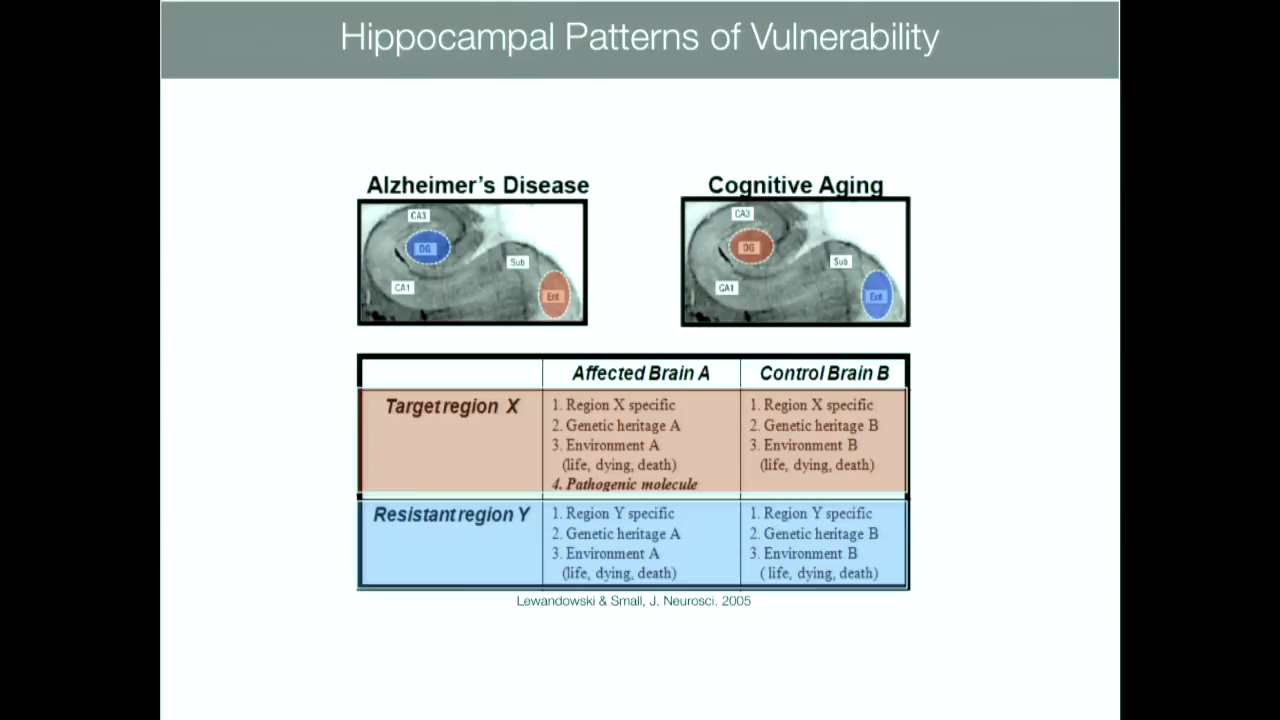 Hippocampal Patterns of Vulnerability
Alzheimer's Disease
CA3
DG
Sub
CA1
Ent
Cognitive Aging
CA3
DG
Sub
CA1
Ent
Affected Brain A
Control Brain B
Target region X
1. Region X specific
2. Genetic heritage A
3. Environment A
(life, dying, death)
4. Pathogenic molecule
1. Region X specific
2. Genetic heritage B
3. Environment B
(life, dying, death)
Resistant region Y
1. Region Y specific
2. Genetic heritage A
3. Environment A
(life, dying, death)
1. Region Y specific
2. Genetic heritage B
3. Environment B
( life, dying, death)
Lewandowski & Small, J. Neurosci. 2005